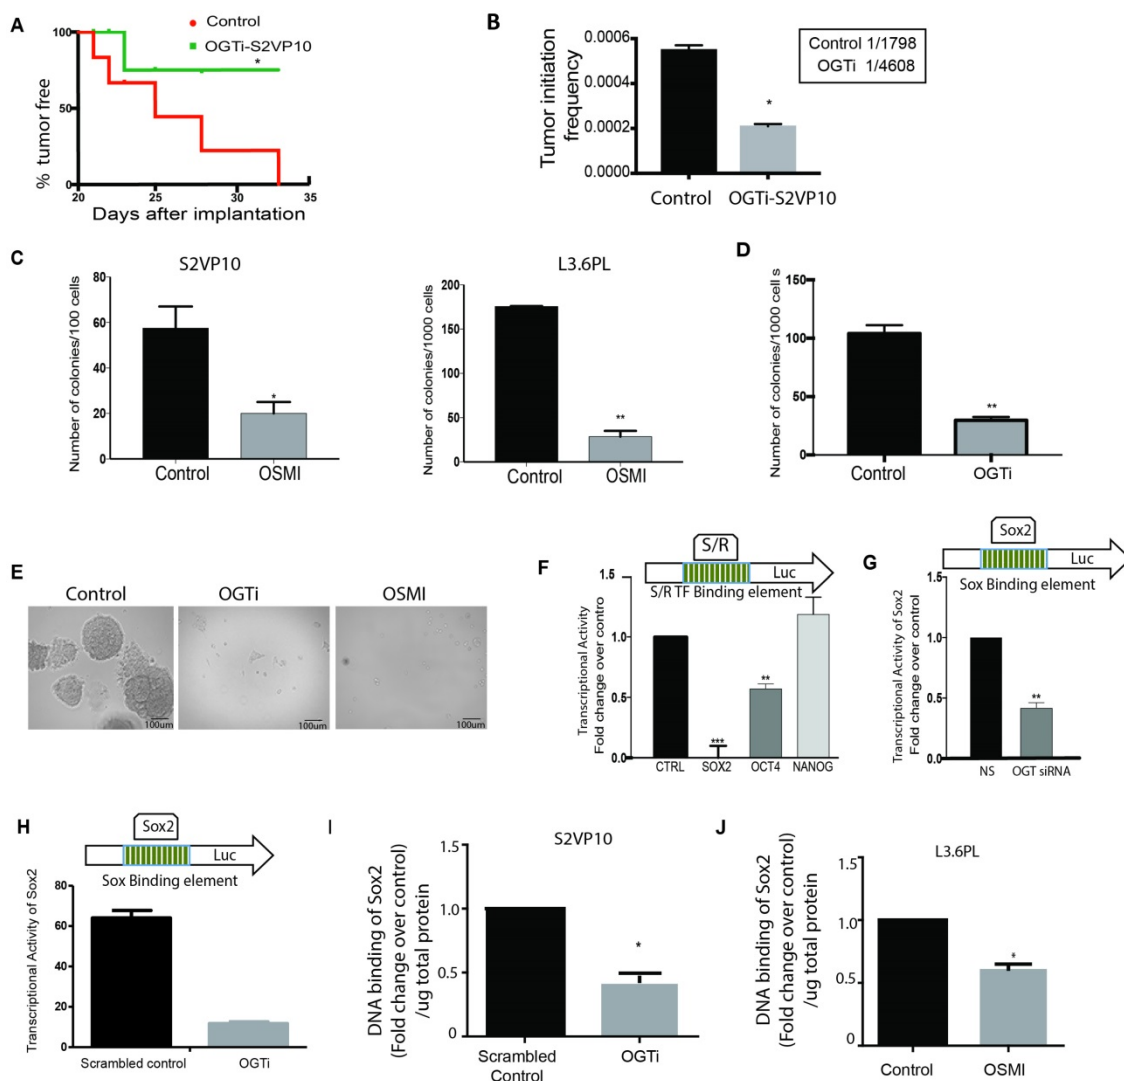 A
Control
OGTi-S2VP10
*
% tumor free
100
50
0
20
25
30
35
Days after implantation
B
Tumor initiation
frequency
0.0006
0.0004
0.0002
0.0000
*
Control
OGTi-S2VP10
Control 1/1798
OGTi 1/4608
C
S2VP10
Number of colonies/100 cells
80
60
40
20
0
*
Control
OSMI
L3.6PL
Number of colonies/1000 cells
200
150
100
50
0
**
Control
OSMI
D
Number of colonies/1000 cell s
150
100
50
0
**
Control
OGTi
E
Control
OGTi
OSMI
100um
100um
100um
F
S/R
Luc
S/R TF Binding element
Transcriptional Activity
Fold change over contro
1.5
1.0
0.5
0.0
***
**
CTRL
SOX2
OCT4
NANOG
G
Sox2
Luc
Sox Binding element
Transcriptional Activity of Sox2
Fold change over control
1.5
1.0
0.5
0.0
**
NS
OGT siRNA
H
Sox2
Luc
Sox Binding element
Transcriptional Activity of Sox2
80
60
40
20
0
Scrambled control
OGTi
I
S2VP10
DNA binding of Sox2
(Fold change over control)
/ug total protein
1.5
1.0
0.5
0
*
Scrambled
Control
OGTi
J
L3.6PL
DNA binding of Sox2
(Fold change over control)
/ug total protein
1.5
1.0
0.5
0
*
Control
OSMI